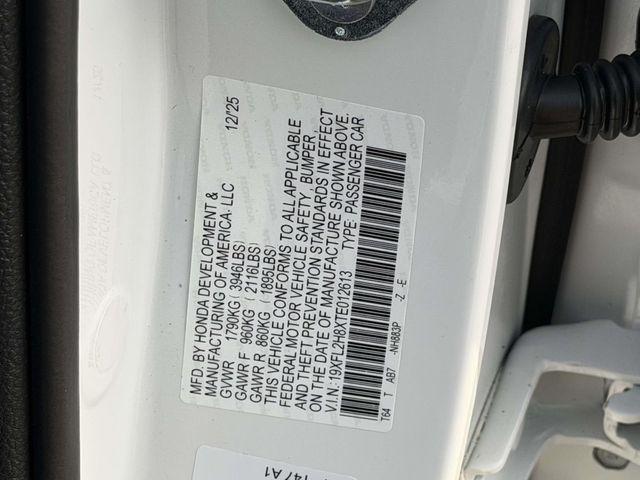 MFD. BY HONDA DEVELOPMENT & 12/25
MANUFACTURING OF AMERICA, LLC
GVWR 1790KG ( 3946LBS)
GAWR F 960KG ( 2116LBS)
GAWR R 860KG ( 1895LBS)
THIS VEHICLE CONFORMS TO ALL APPLICABLE
FEDERAL MOTOR VEHICLE SAFETY, BUMPER,
AND THEFT PREVENTION STANDARDS IN EFFECT
ON THE DATE OF MANUFACTURE SHOWN ABOVE.
V.I.N.:19XFL2H8XTE012613 TYPE: PASSENGER CAR
T64 T AB7 -NH883P -Z -E
147A1